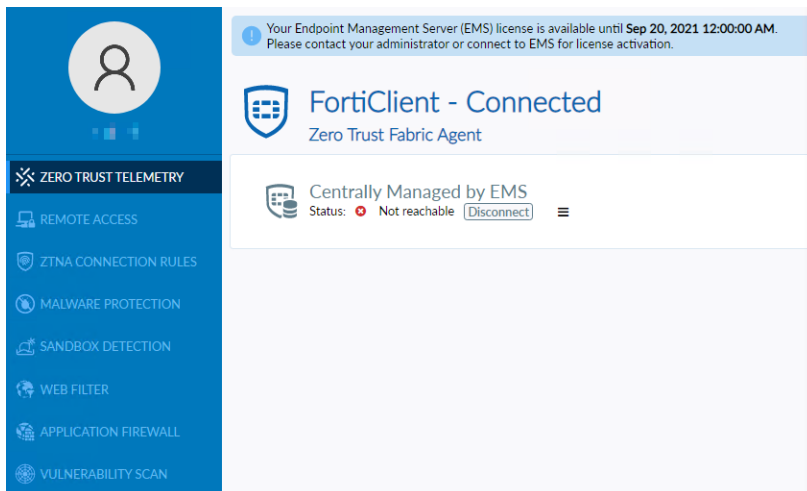 Your Endpoint Management Server (EMS) license is available until Sep 20, 2021 12:00:00 AM.
Please contact your administrator or connect to EMS for license activation.
FortiClient - Connected
Zero Trust Fabric Agent
ZERO TRUST TELEMETRY
REMOTE ACCESS
ZTNA CONNECTION RULES
MALWARE PROTECTION
SANDBOX DETECTION
WEB FILTER
APPLICATION FIREWALL
VULNERABILITY SCAN
Centrally Managed by EMS
Status: Not reachable Disconnect